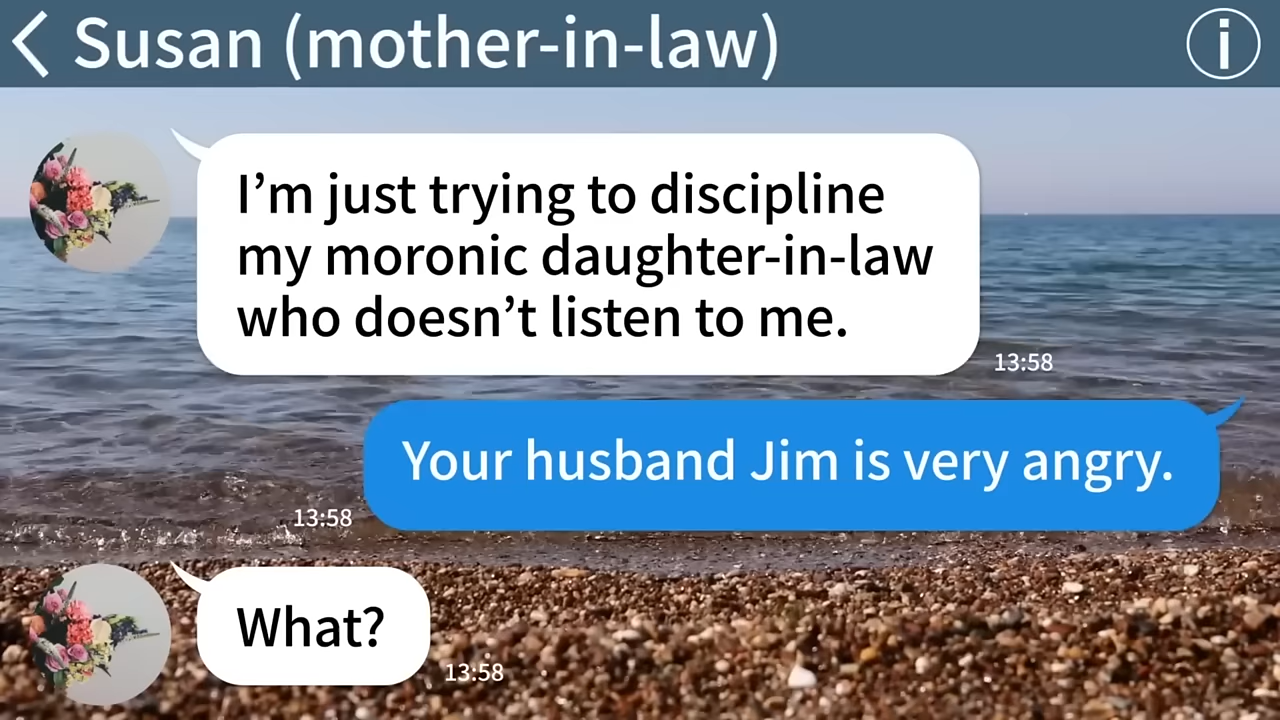 Susan (mother-in-law)
I’m just trying to discipline
my moronic daughter-in-law
who doesn’t listen to me.
13:58
Your husband Jim is very angry.
13:58
What?
13:58